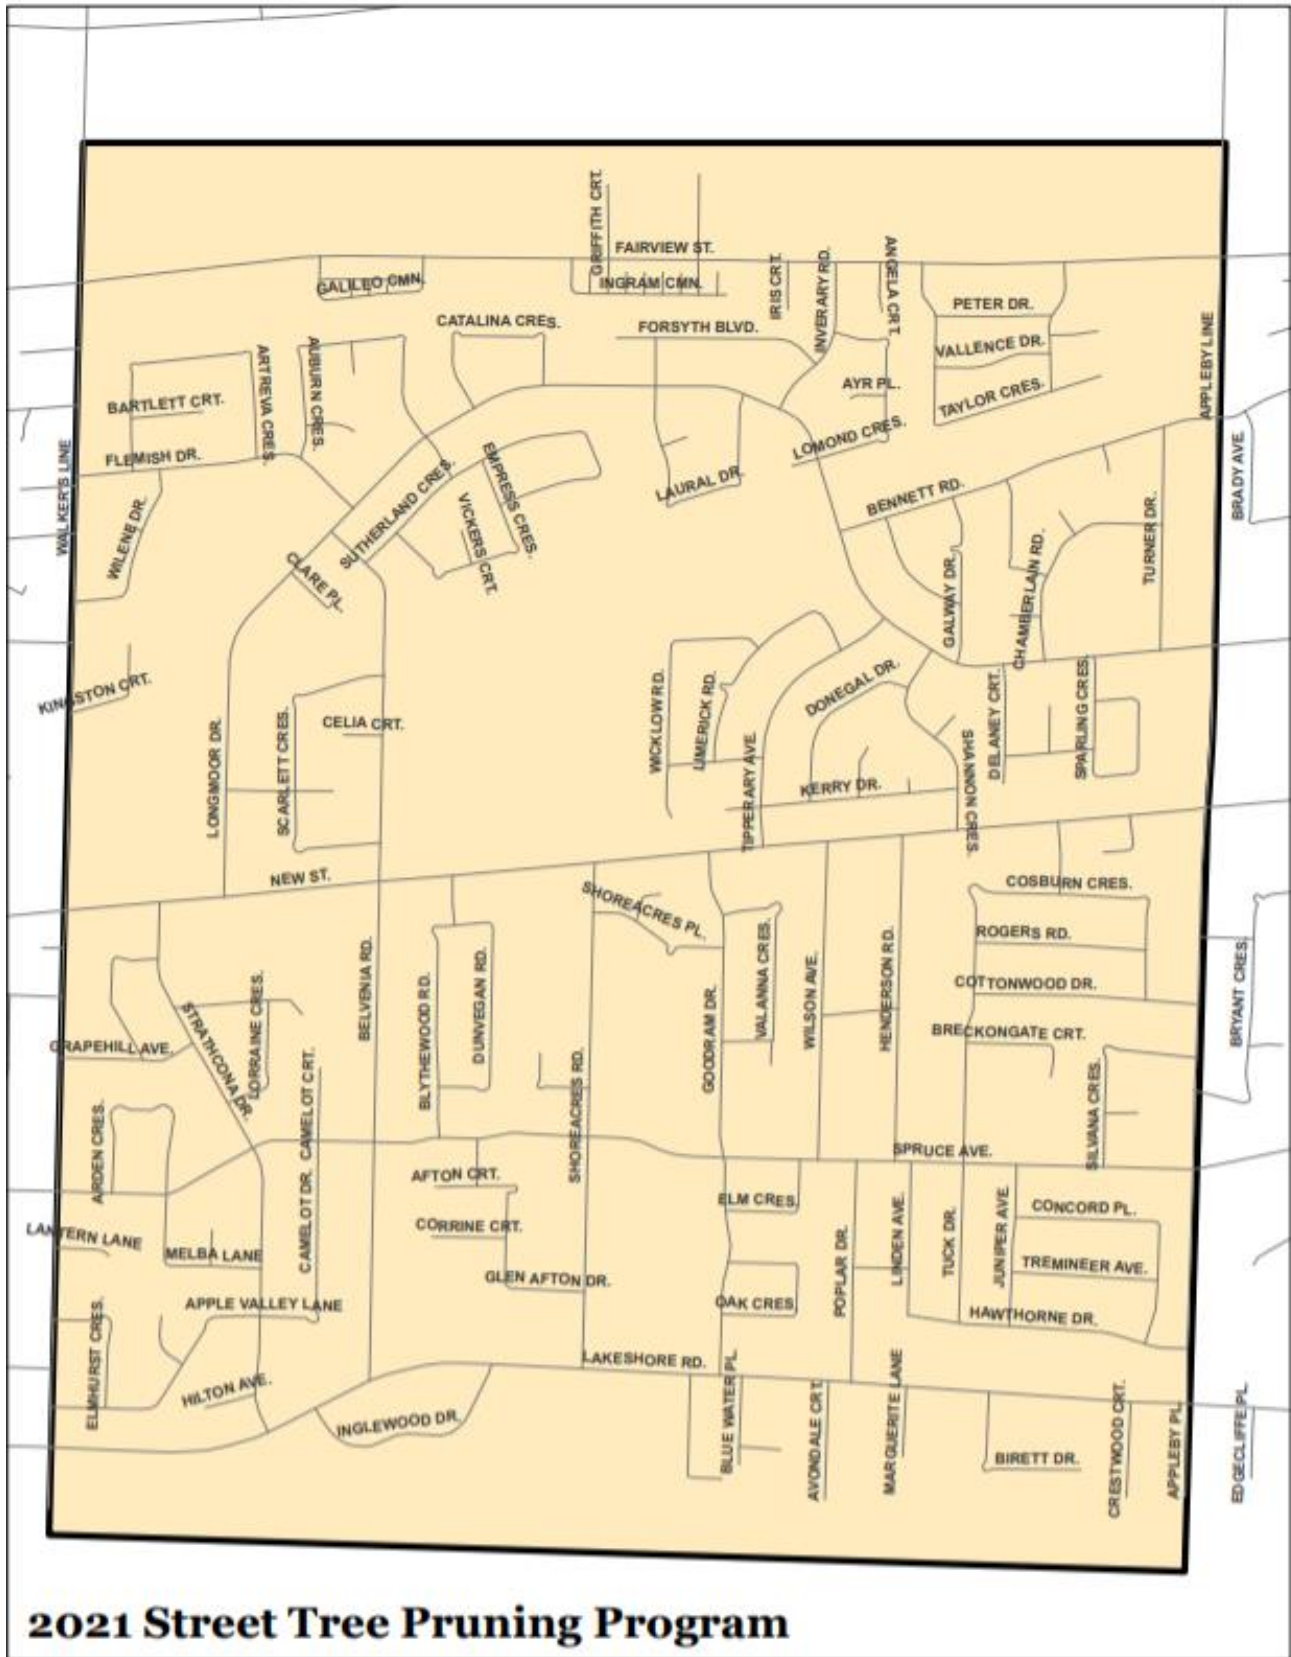 GRIFFITH CRT.
FAIRVIEW ST.
ANGELA CRT.
INVERARY RD.
IRIS CRT.
GALILEO CMN.
INGRAM CMN.
PETER DR.
CATALINA CRES.
FORSYTH BLVD.
VALLENCE DR.
APPLEBY LINE
AUBURN CRES.
ARTREVA CRES.
AYR PL.
TAYLOR CRES.
BARTLETT CRT.
LOMOND CRES.
FLEMISH DR.
WALKER'S LINE
EMPRESS CRES.
SUTHERLAND CRES.
LAURAL DR.
BENNETT RD.
BRADY AVE.
VICKERS CRT.
WILENE DR.
TURNER DR.
CLARE PL.
GALWAY DR.
CHAMBERLAIN RD.
KINGSTON CRT.
DONEGAL DR.
WICKLOW RD.
LIMERICK RD.
DELANEY CRT.
SPARLING CRES.
LONGMOOR DR.
SCARLETT CRES.
CELIA CRT.
TIPPERARY AVE.
KERRY DR.
SHANNON CRES.
NEW ST.
SHOREACRES PL.
COSBURN CRES.
ROGERS RD.
BELVENIA RD.
BLYTHEWOOD RD.
DUNVEGAN RD.
VALANNA CRES.
WILSON AVE.
HENDERSON RD.
COTTONWOOD DR.
BRYANT CRES.
STRATHCONA DR.
LORRAINE CRES.
GOODRAM DR.
BRECKONGATE CRT.
GRAPEHILL AVE.
CAMELOT CRT.
SHOREACRES RD.
SILVANA CRES.
ARDEN CRES.
SPRUCE AVE.
AFTON CRT.
CAMELOT DR.
ELM CRES.
CORRINE CRT.
POPLAR DR.
LINDEN AVE.
TUCK DR.
JUNIPER AVE.
CONCORD PL.
LANTERN LANE
MELBA LANE
TREMINEER AVE.
GLEN AFTON DR.
APPLE VALLEY LANE
OAK CRES.
HAWTHORNE DR.
ELMHURST CRES.
LAKESHORE RD.
HILTON AVE.
INGLEWOOD DR.
BLUE WATER PL.
AVONDALE CRT.
MARGUERITE LANE
BIRETT DR.
CRESTWOOD CRT.
APPLEBY PL.
EDGECLIFFE PL.
2021 Street Tree Pruning Program